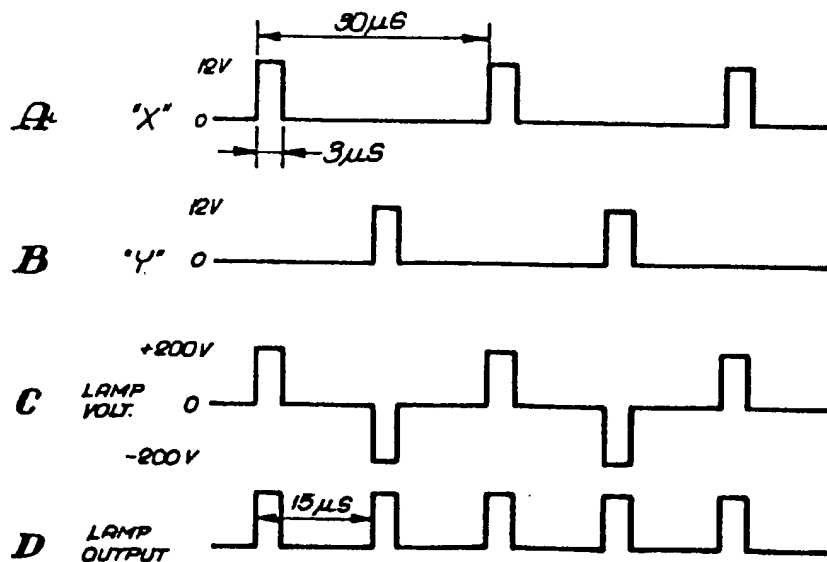 30µS
12V
A "X" 0
3µS
12V
B "Y" 0
+200V
C LAMP VOLT. 0
-200V
15µS
D LAMP OUTPUT